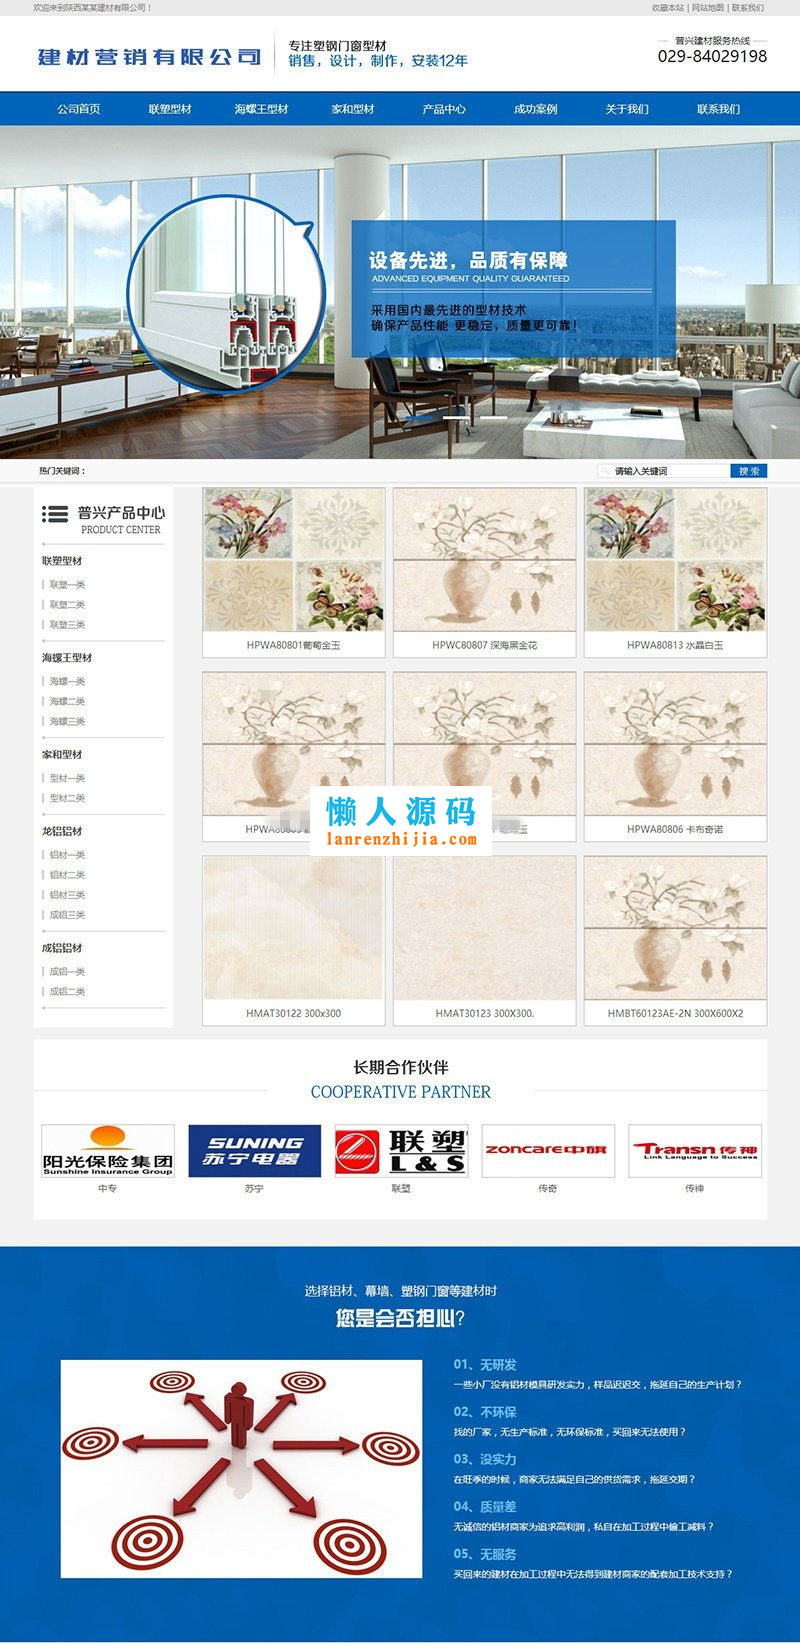 欢迎来到陕西某某建材有限公司！
收藏本站 | 网站地图 | 联系我们
建材营销有限公司
专注塑钢门窗型材
销售，设计，制作，安装12年
普兴建材服务热线
029-84029198
公司首页 联塑型材 海螺王型材 家和型材 产品中心 成功案例 关于我们 联系我们
设备先进，品质有保障
ADVANCED EQUIPMENT QUALITY GUARANTEED
采用国内最先进的型材技术
确保产品性能 更稳定，质量更可靠！
热门关键词：
请输入关键词 搜 索
普兴产品中心
PRODUCT CENTER
联塑型材
联塑一类
联塑二类
联塑三类
海螺王型材
海螺一类
海螺二类
海螺三类
家和型材
型材一类
型材二类
龙铝铝材
铝材一类
铝材二类
铝材三类
成铝三类
成铝铝材
成铝一类
成铝二类
HPWA80801葡萄金玉
HPWC80807 深海黑金花
HPWA80813 水晶白玉
HPWA80806 卡布奇诺
懒人源码
lanrenzhijia.com
HMAT30122 300x300
HMAT30123 300X300.
HMBT60123AE-2N 300X600X2
长期合作伙伴
COOPERATIVE PARTNER
阳光保险集团
Sunshine Insurance Group
SUNING
苏宁电器
联塑
L&S
ZONCARE中旗
Transn传神
Link Language to Success
中专
苏宁
联塑
传奇
传神
选择铝材、幕墙、塑钢门窗等建材时
您是会否担心?
01、无研发
一些小厂没有铝材模具研发实力，样品迟迟交，拖延自己的生产计划？
02、不环保
找的厂家，无生产标准，无环保标准，买回来无法使用？
03、没实力
在旺季的时候，商家无法满足自己的供货需求，拖延交期？
04、质量差
无诚信的铝材商家为追求高利润，私自在加工过程中偷工减料？
05、无服务
买回来的建材在加工过程中无法得到建材商家的配套加工技术支持？